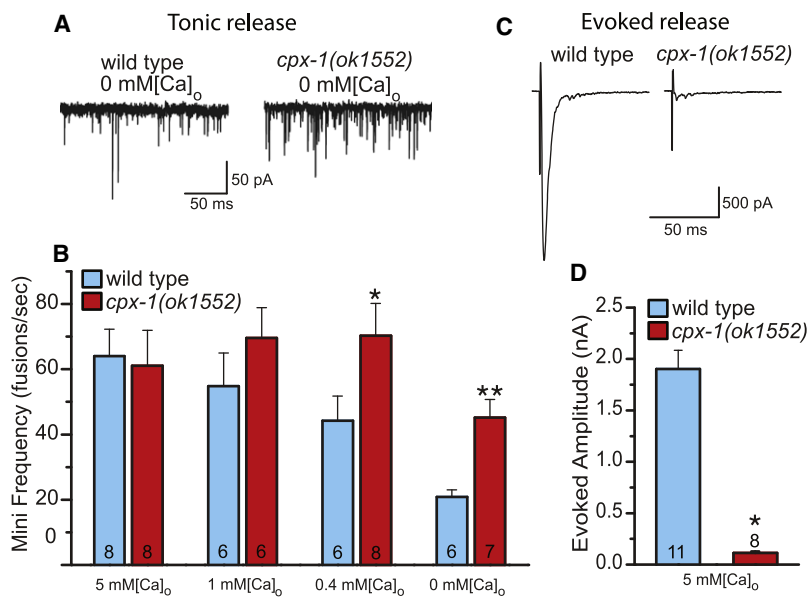 A
Tonic release
wild type
0 mM[Ca]o
cpx-1(ok1552)
0 mM[Ca]o
50 pA
50 ms
B
wild type
cpx-1(ok1552)
Mini Frequency (fusions/sec)
80
60
40
20
0
*
**
8
8
6
6
6
8
6
7
5 mM[Ca]o
1 mM[Ca]o
0.4 mM[Ca]o
0 mM[Ca]o
C
Evoked release
wild type
cpx-1(ok1552)
500 pA
50 ms
D
wild type
cpx-1(ok1552)
Evoked Amplitude (nA)
2.5
2.0
1.5
1.0
0.5
0.0
*
11
8
5 mM[Ca]o